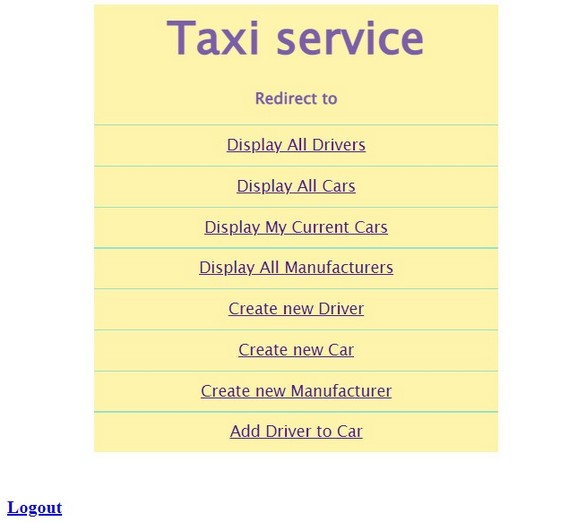 Taxi service
Redirect to
Display All Drivers
Display All Cars
Display My Current Cars
Display All Manufacturers
Create new Driver
Create new Car
Create new Manufacturer
Add Driver to Car
Logout